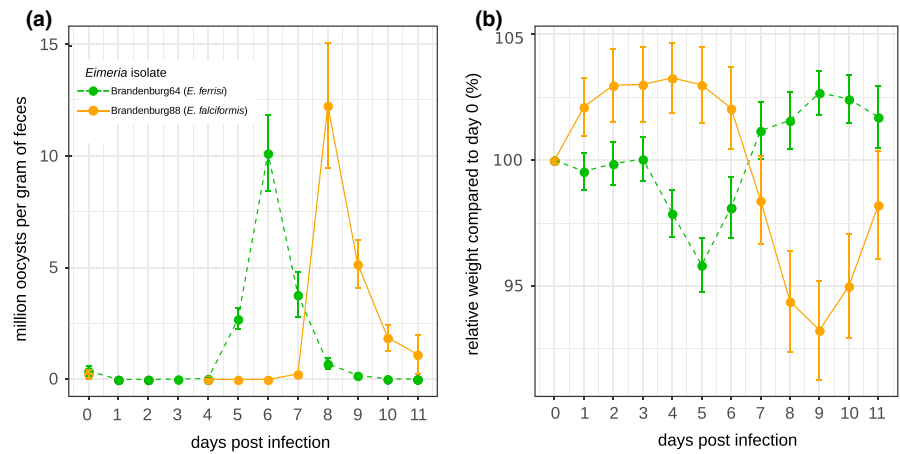 (a)
million oocysts per gram of feces
15
10
5
0
Eimeria isolate
Brandenburg64 (E. ferrisi)
Brandenburg88 (E. falciformis)
0 1 2 3 4 5 6 7 8 9 10 11
days post infection
(b)
relative weight compared to day 0 (%)
105
100
95
0 1 2 3 4 5 6 7 8 9 10 11
days post infection